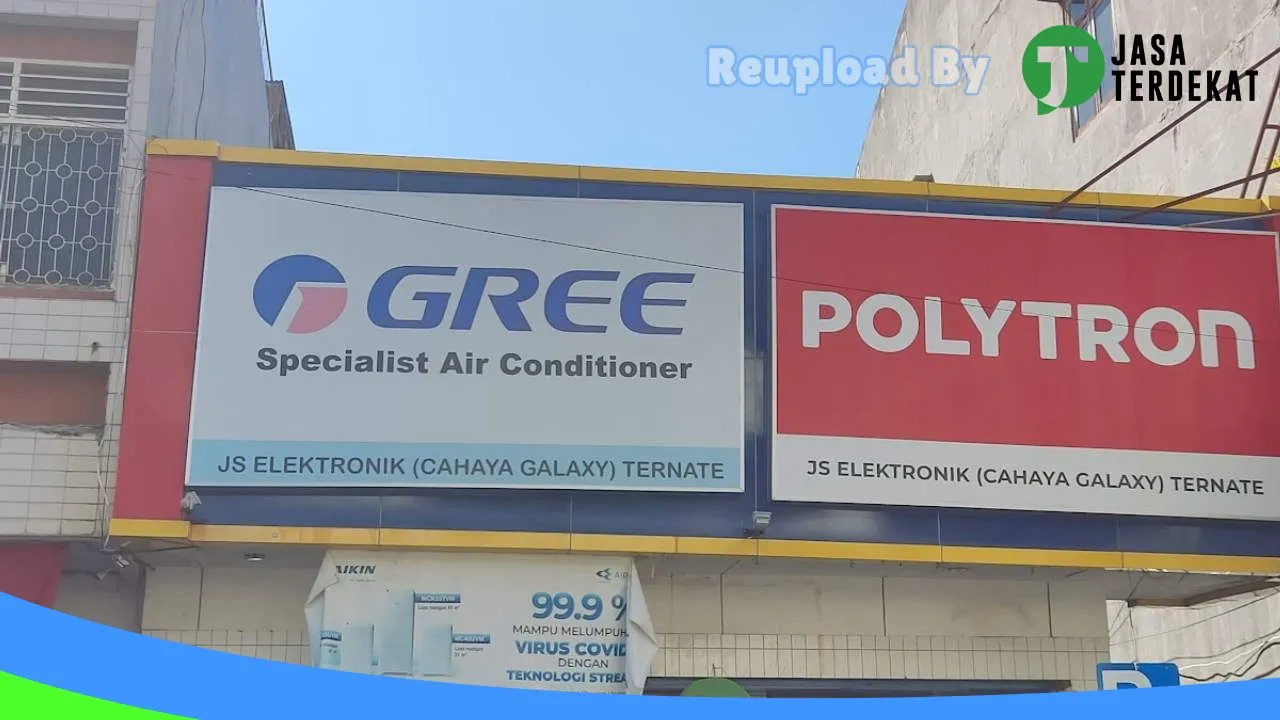 Reupload By
JASA
TERDEKAT
GREE
Specialist Air Conditioner
JS ELEKTRONIK (CAHAYA GALAXY) TERNATE
POLYTRON
JS ELEKTRONIK (CAHAYA GALAXY) TERNATE
AIKIN
99.9 %
MAMPU MELUMPUH
VIRUS COVID
DENGAN
TEKNOLOGI STREA